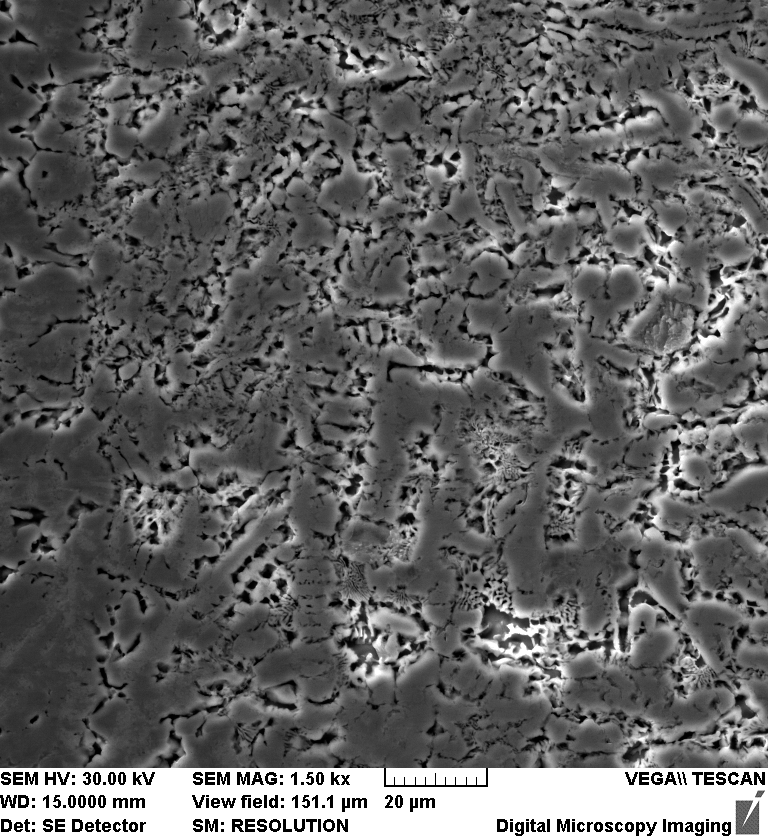 SEM HV: 30.00 kV SEM MAG: 1.50 kx VEGA\\ TESCAN
WD: 15.0000 mm View field: 151.1 µm 20 µm
Det: SE Detector SM: RESOLUTION Digital Microscopy Imaging